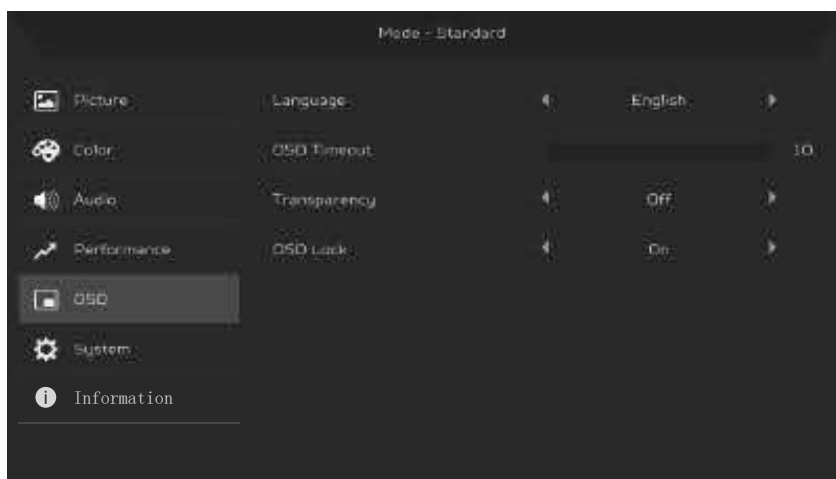 Mode - Standard
Picture
Language
English
Color
OSD Timeout
10
Audio
Transparency
Off
Performance
OSD Lock
On
OSD
System
Information